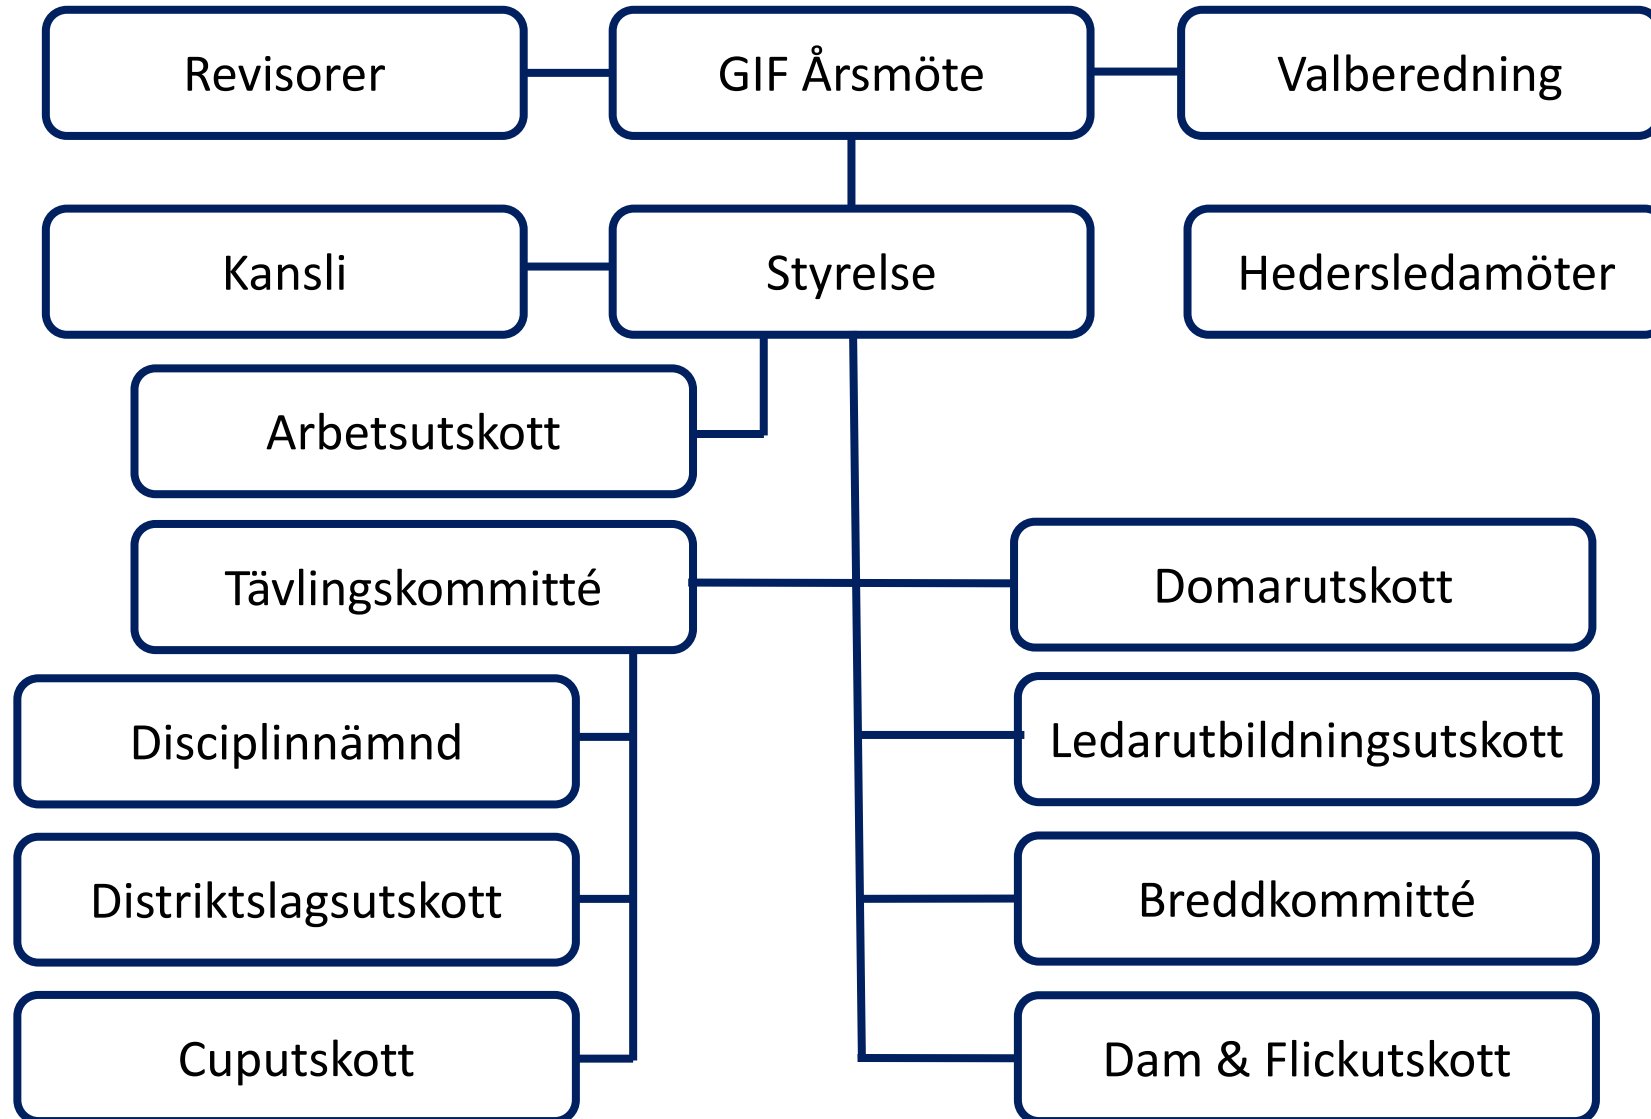 Revisorer
GIF Årsmöte
Valberedning
Kansli
Styrelse
Hedersledamöter
Arbetsutskott
Tävlingskommitté
Domarutskott
Disciplinnämnd
Ledarutbildningsutskott
Distriktslagsutskott
Breddkommitté
Cuputskott
Dam & Flickutskott